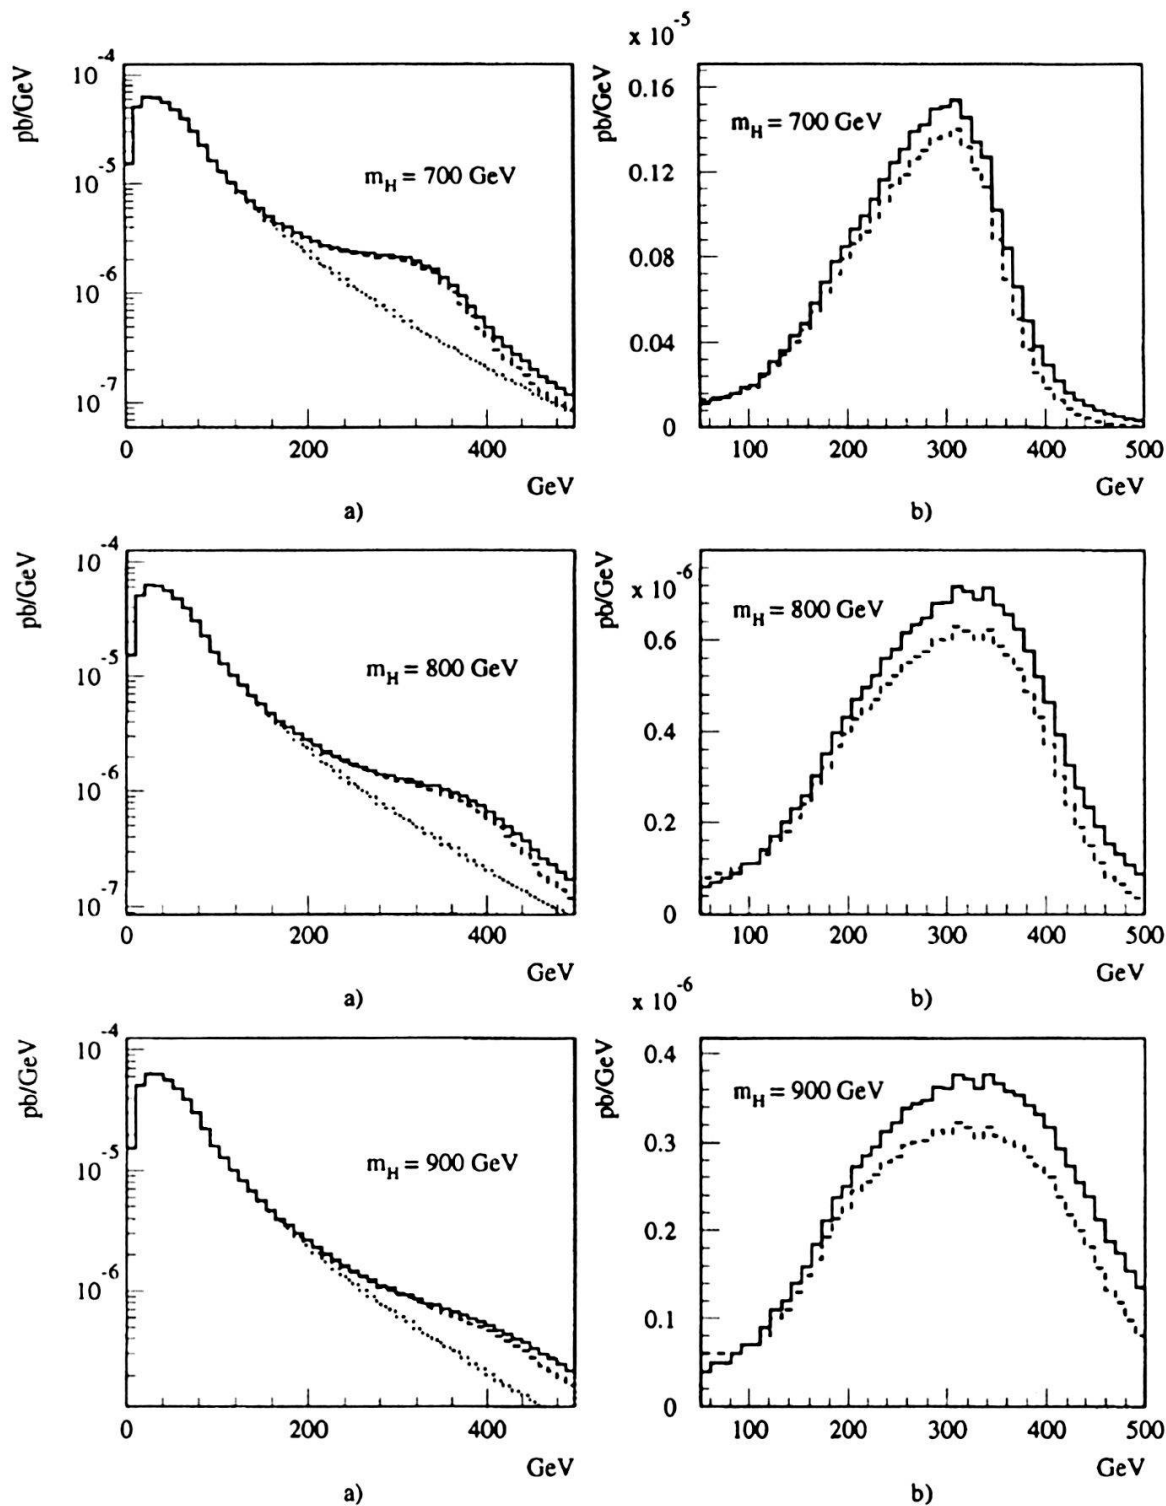 x 10⁻⁵
pb/GeV
10⁻⁴
10⁻⁵
10⁻⁶
10⁻⁷
m_H = 700 GeV
0
200
400
GeV
a)
pb/GeV
0.16
0.12
0.08
0.04
0
m_H = 700 GeV
100
200
300
400
500
GeV
b)
pb/GeV
10⁻⁴
10⁻⁵
10⁻⁶
10⁻⁷
m_H = 800 GeV
0
200
400
GeV
a)
pb/GeV
x 10⁻⁶
m_H = 800 GeV
0.6
0.4
0.2
0
100
200
300
400
500
GeV
b)
pb/GeV
10⁻⁴
10⁻⁵
10⁻⁶
m_H = 900 GeV
0
200
400
GeV
a)
x 10⁻⁶
pb/GeV
0.4
0.3
0.2
0.1
0
m_H = 900 GeV
100
200
300
400
500
GeV
b)